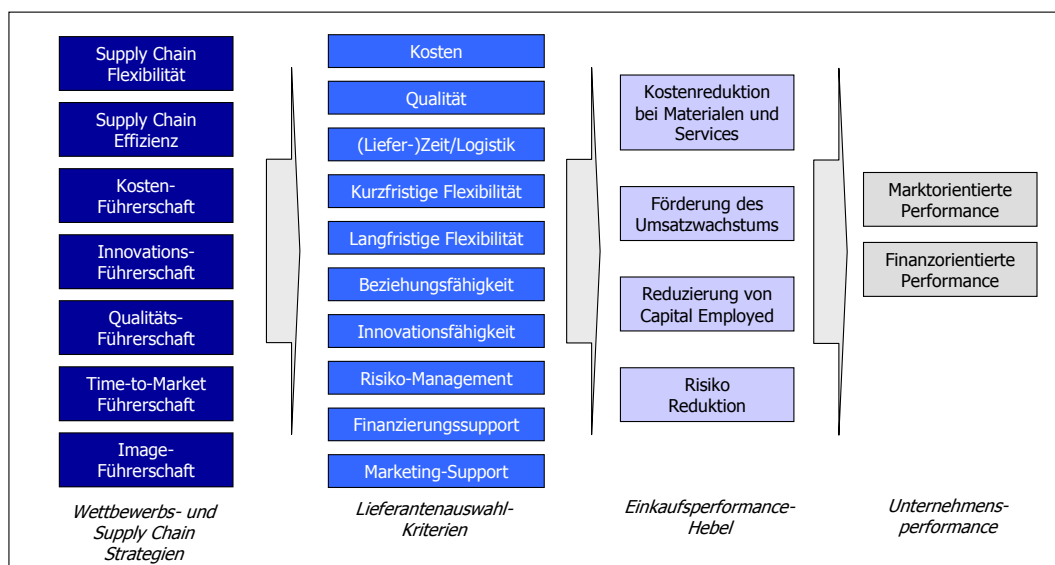 Supply Chain
Flexibilität
Supply Chain
Effizienz
Kosten-
Führerschaft
Innovations-
Führerschaft
Qualitäts-
Führerschaft
Time-to-Market
Führerschaft
Image-
Führerschaft
Wettbewerbs- und
Supply Chain
Strategien
Kosten
Qualität
(Liefer-)Zeit/Logistik
Kurzfristige Flexibilität
Langfristige Flexibilität
Beziehungsfähigkeit
Innovationsfähigkeit
Risiko-Management
Finanzierungssupport
Marketing-Support
Lieferantenauswahl-
Kriterien
Kostenreduktion
bei Materialen und
Services
Förderung des
Umsatzwachstums
Reduzierung von
Capital Employed
Risiko
Reduktion
Einkaufsperformance-
Hebel
Marktorientierte
Performance
Finanzorientierte
Performance
Unternehmens-
performance